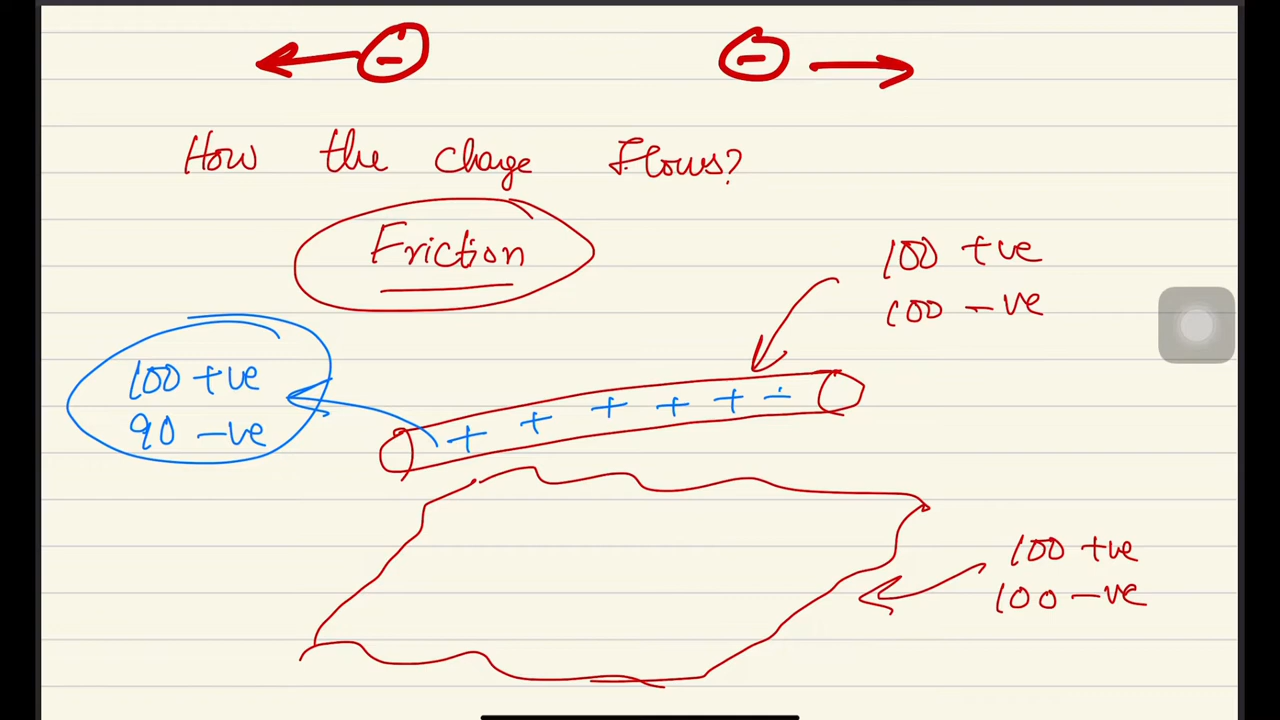 −
−
How the charge Flows?
Friction
100 +ve
100 −ve
100 +ve
90 −ve
+ + + + + +
100 +ve
100 −ve